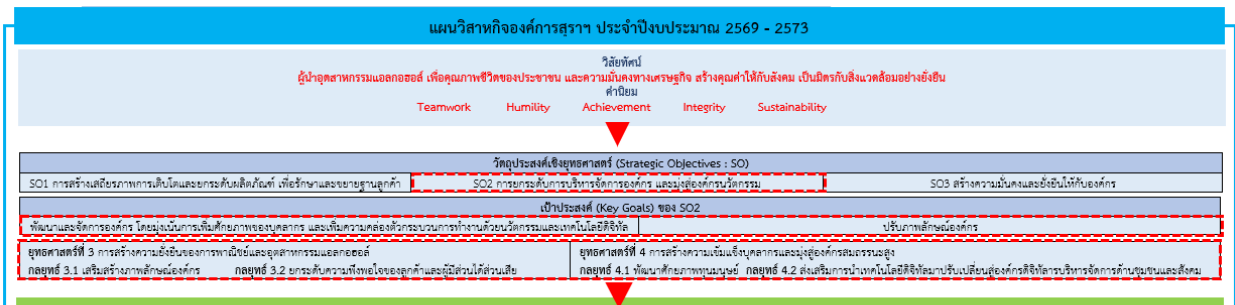 แผนวิสาหกิจองค์การสุราฯ ประจำปีงบประมาณ 2569 - 2573
วิสัยทัศน์
ผู้นำอุตสาหกรรมแอลกอฮอล์ เพื่อคุณภาพชีวิตของประชาชน และความมั่นคงทางเศรษฐกิจ สร้างคุณค่าให้กับสังคม เป็นมิตรกับสิ่งแวดล้อมอย่างยั่งยืน
ค่านิยม
Teamwork Humility Achievement Integrity Sustainability
วัตถุประสงค์เชิงยุทธศาสตร์ (Strategic Objectives : SO)
SO1 การสร้างเสถียรภาพการเติบโตและยกระดับผลิตภัณฑ์ เพื่อรักษาและขยายฐานลูกค้า SO2 การยกระดับการบริหารจัดการองค์กร และมุ่งสู่องค์กรนวัตกรรม SO3 สร้างความมั่นคงและยั่งยืนให้กับองค์กร
เป้าประสงค์ (Key Goals) ของ SO2
พัฒนาและจัดการองค์กร โดยมุ่งเน้นการเพิ่มศักยภาพของบุคลากร และเพิ่มความคล่องตัวกระบวนการทำงานด้วยนวัตกรรมและเทคโนโลยีดิจิทัล ปรับภาพลักษณ์องค์กร
ยุทธศาสตร์ที่ 3 การสร้างความยั่งยืนของการพาณิชย์และอุตสาหกรรมแอลกอฮอล์ ยุทธศาสตร์ที่ 4 การสร้างความเข้มแข็งบุคลากรและมุ่งสู่องค์กรสมรรถนะสูง
กลยุทธ์ 3.1 เสริมสร้างภาพลักษณ์องค์กร กลยุทธ์ 3.2 ยกระดับความพึงพอใจของลูกค้าและผู้มีส่วนได้ส่วนเสีย กลยุทธ์ 4.1 พัฒนาศักยภาพทุนมนุษย์ กลยุทธ์ 4.2 ส่งเสริมการนำเทคโนโลยีดิจิทัลมาปรับเปลี่ยนสู่องค์กรดิจิทัลารบริหารจัดการด้านชุมชนและสังคม